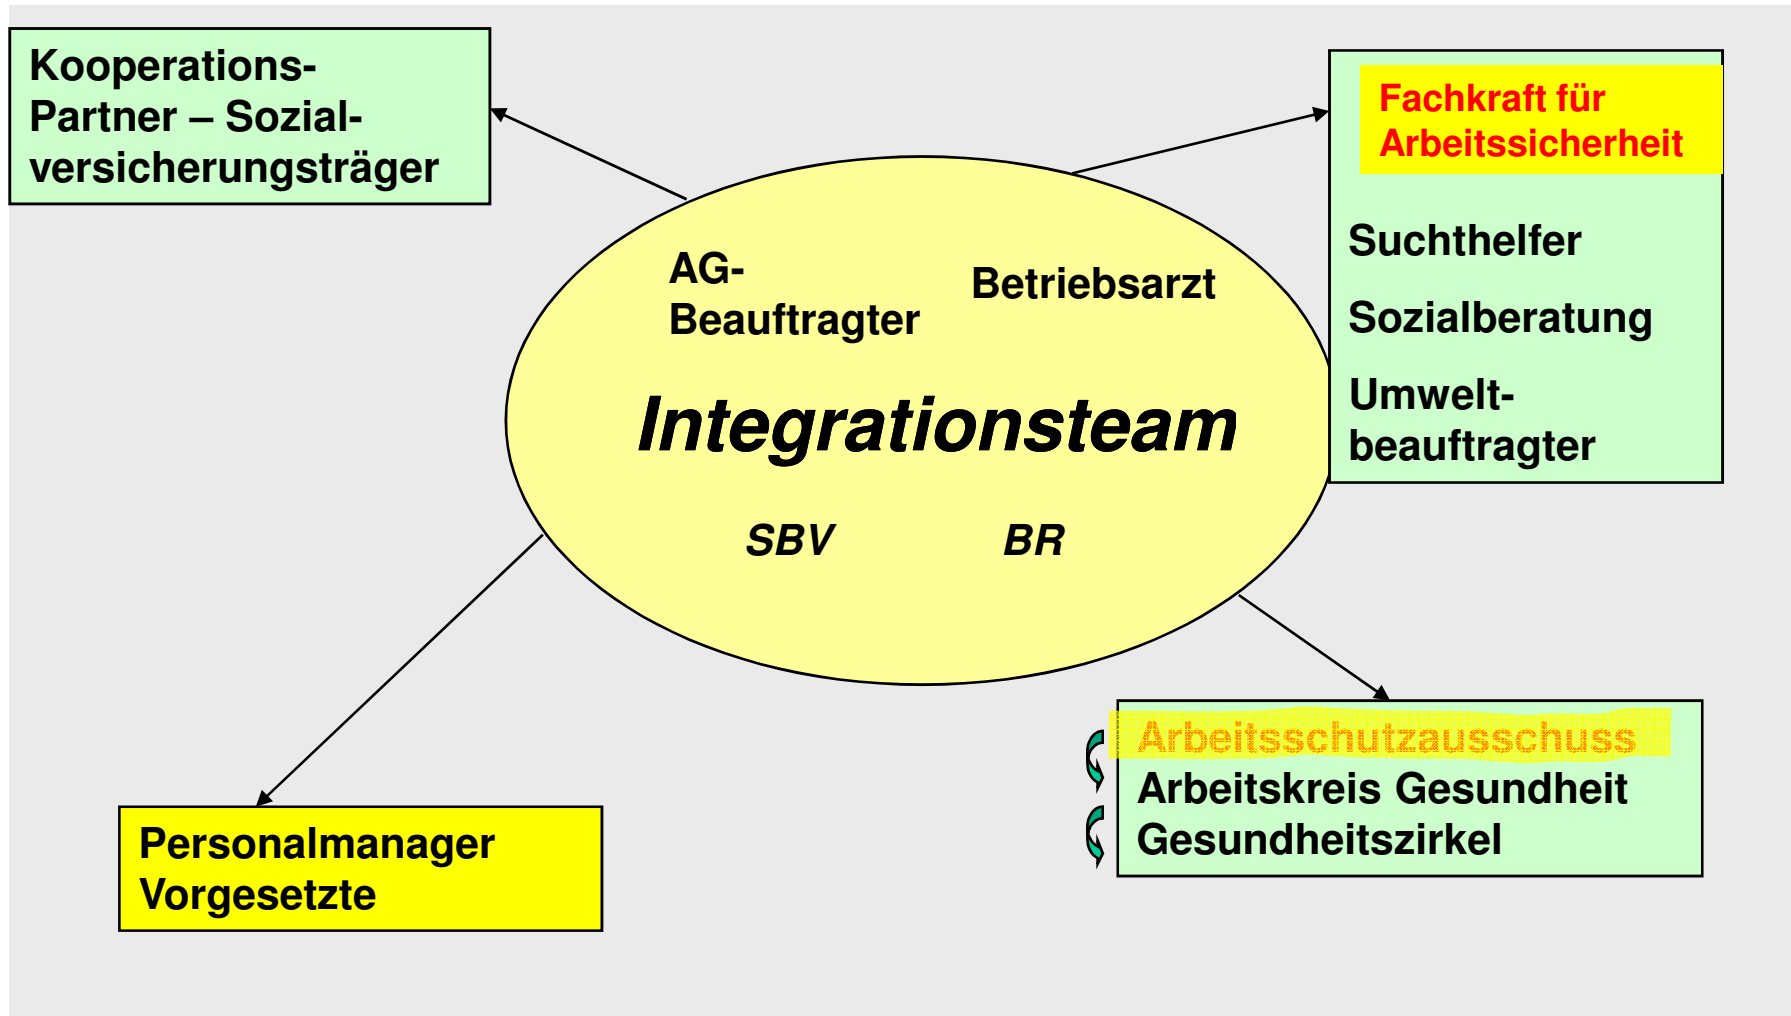 Kooperations-
Partner – Sozial-
versicherungsträger
Fachkraft für
Arbeitssicherheit
Suchthelfer
Sozialberatung
Umwelt-
beauftragter
AG-
Beauftragter
Betriebsarzt
Integrationsteam
SBV
BR
Arbeitsschutzausschuss
Arbeitskreis Gesundheit
Gesundheitszirkel
Personalmanager
Vorgesetzte